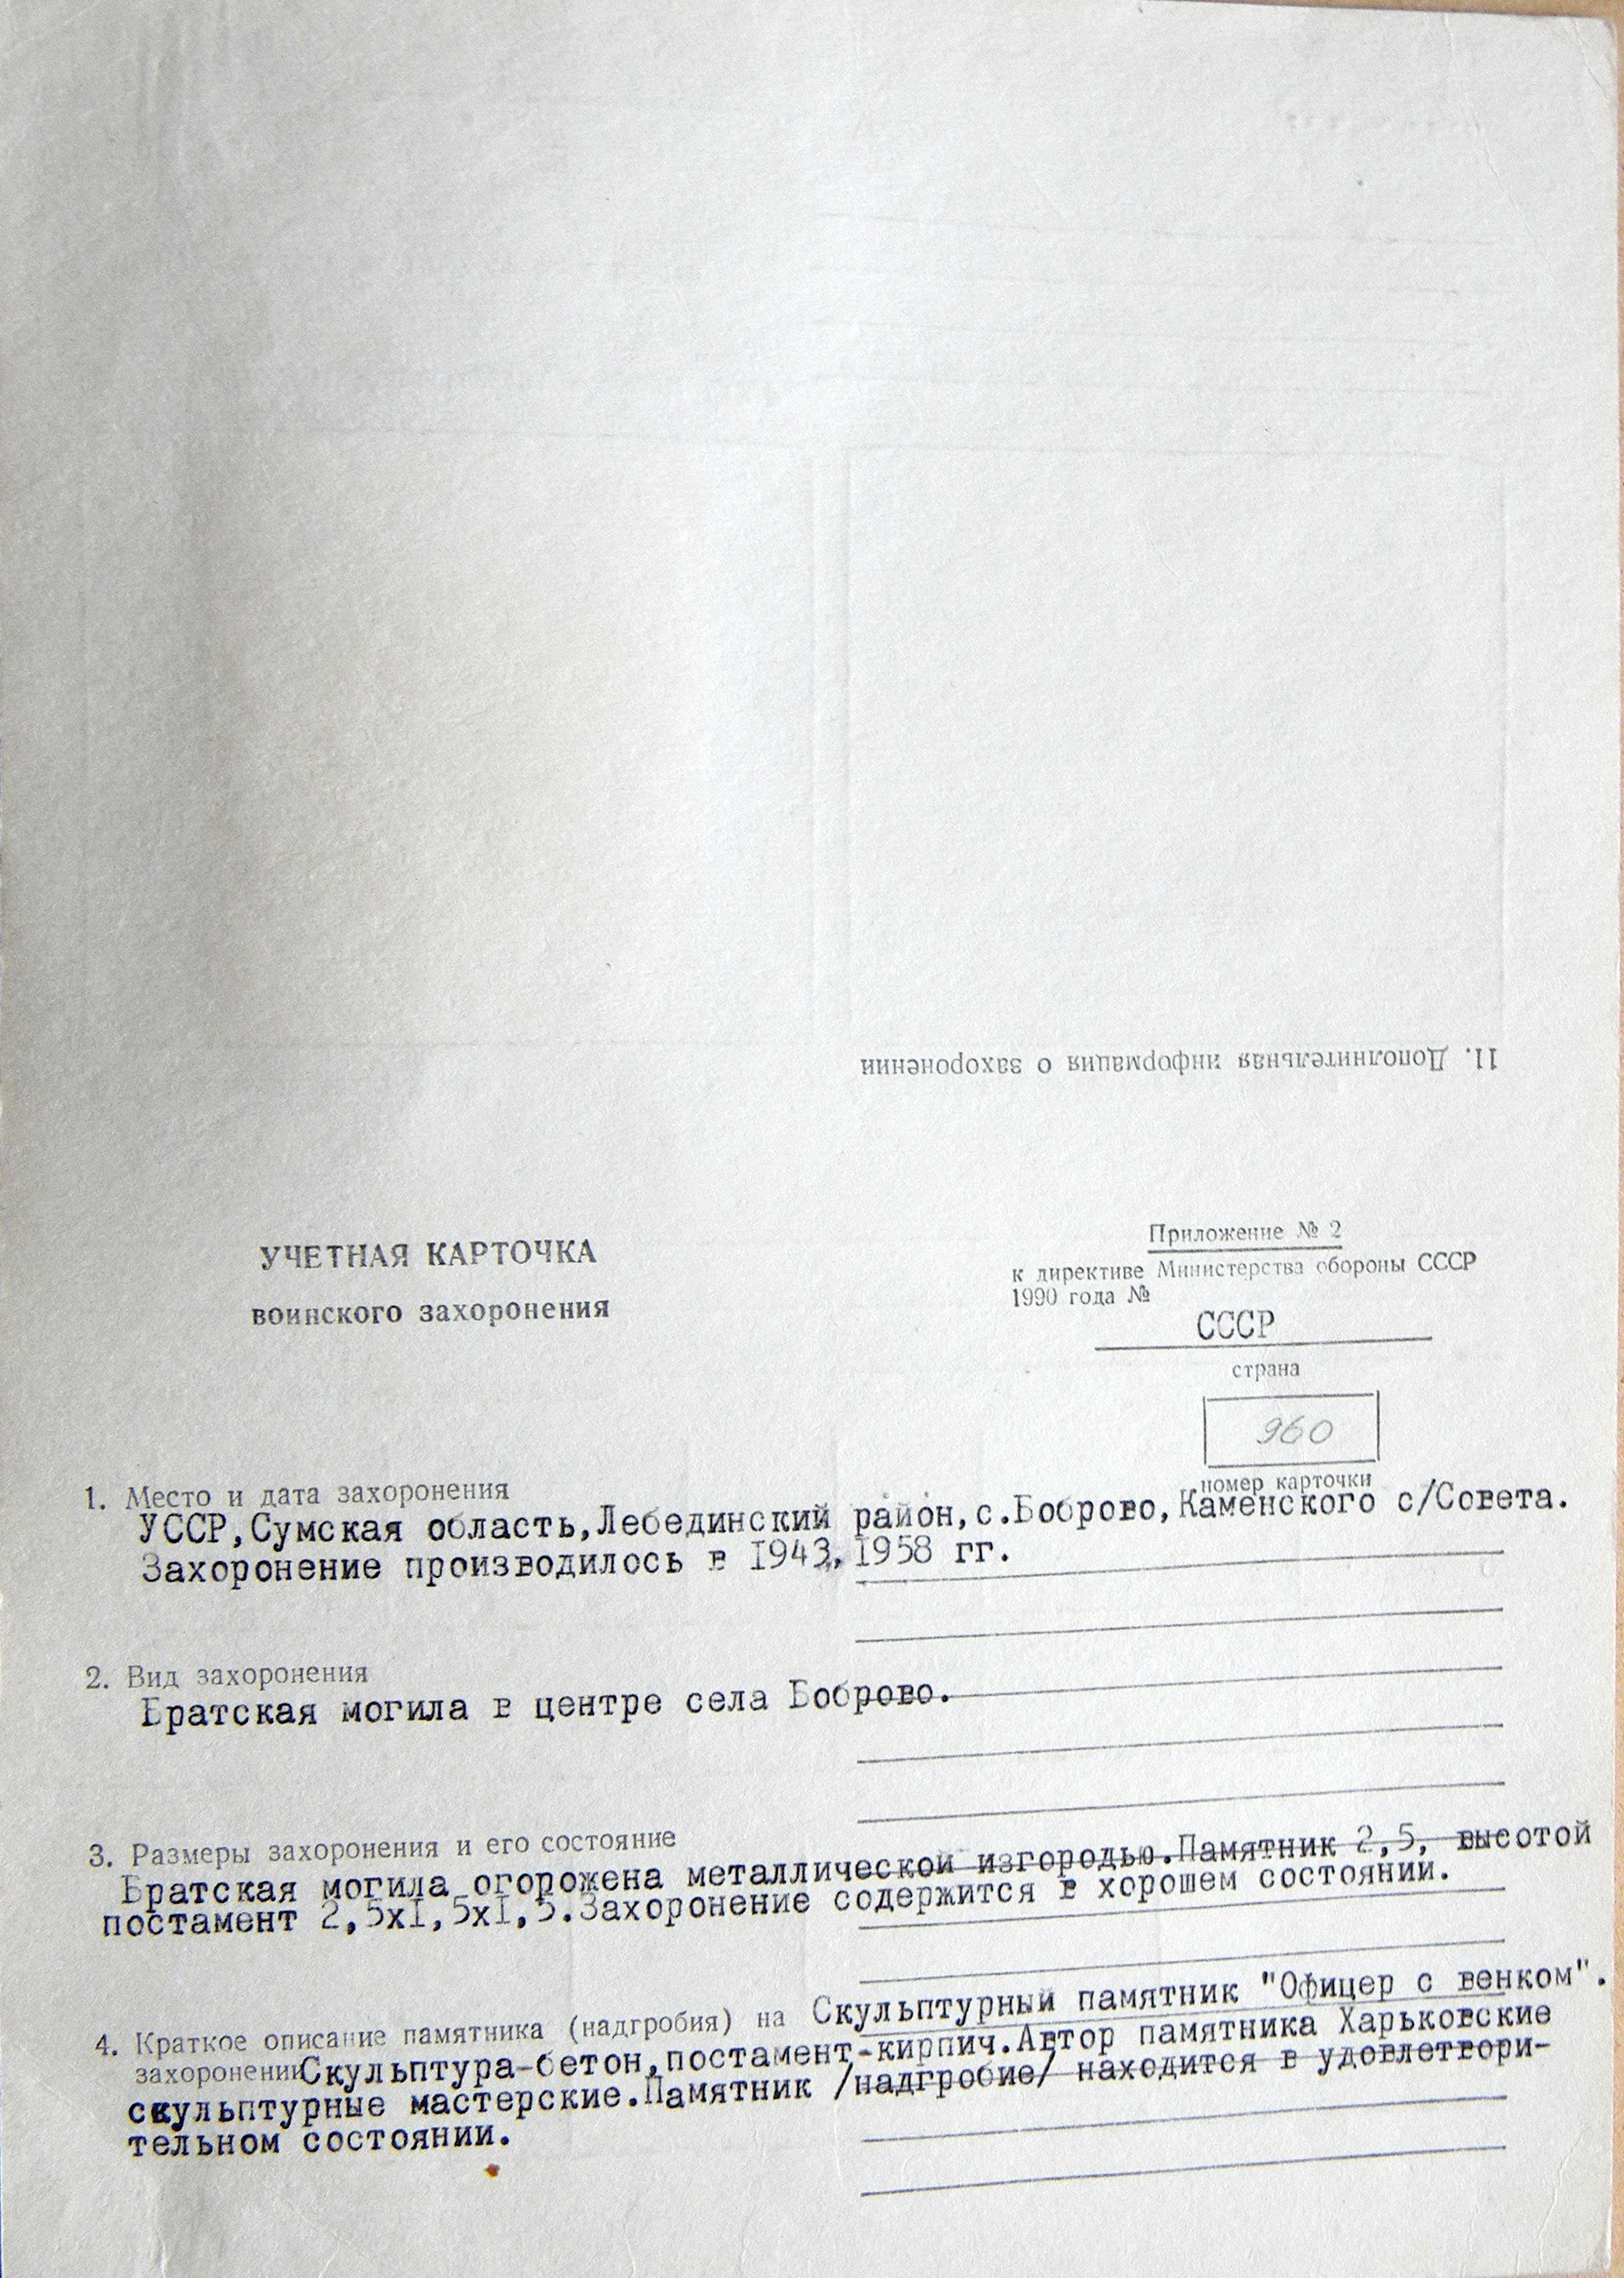 11. Дополнительная информация о захоронении
УЧЕТНАЯ КАРТОЧКА
воинского захоронения
Приложение № 2
к директиве Министерства обороны СССР
1990 года №
СССР
страна
960
номер карточки
1. Место и дата захоронения
УССР,Сумская область,Лебединский район,с.Боброво,Каменского с/Совета.
Захоронение производилось в 1943,1958 гг.
2. Вид захоронения
Братская могила в центре села Боброво.
3. Размеры захоронения и его состояние
Братская могила огорожена металлической изгородью.Памятник 2,5, высотой
постамент 2,5х1,5х1,5.Захоронение содержится в хорошем состоянии.
4. Краткое описание памятника (надгробия) на Скульптурный памятник "Офицер с венком".
захоронении Скульптура-бетон,постамент-кирпич.Автор памятника Харьковские
скульптурные мастерские.Памятник /надгробие/ находится в удовлетвори-
тельном состоянии.